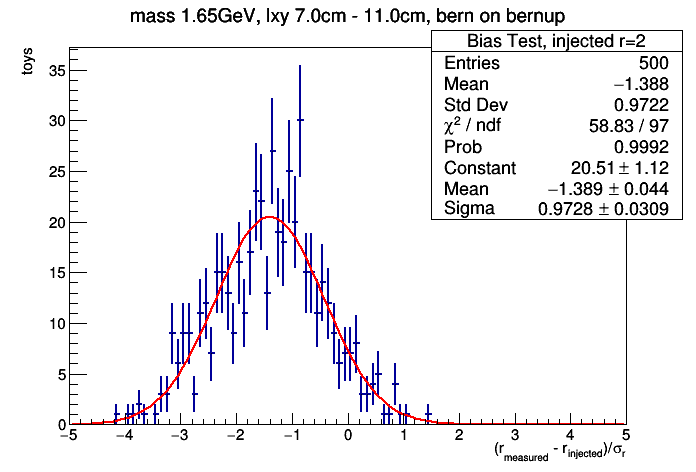 mass 1.65GeV, lxy 7.0cm - 11.0cm, bern on bernup
Bias Test, injected r=2
Entries 500
Mean −1.388
Std Dev 0.9722
χ² / ndf 58.83 / 97
Prob 0.9992
Constant 20.51 ± 1.12
Mean −1.389 ± 0.044
Sigma 0.9728 ± 0.0309
toys
35
30
25
20
15
10
5
0
−5 −4 −3 −2 −1 0 1 2 3 4 5
(r_measured - r_injected)/σ_r